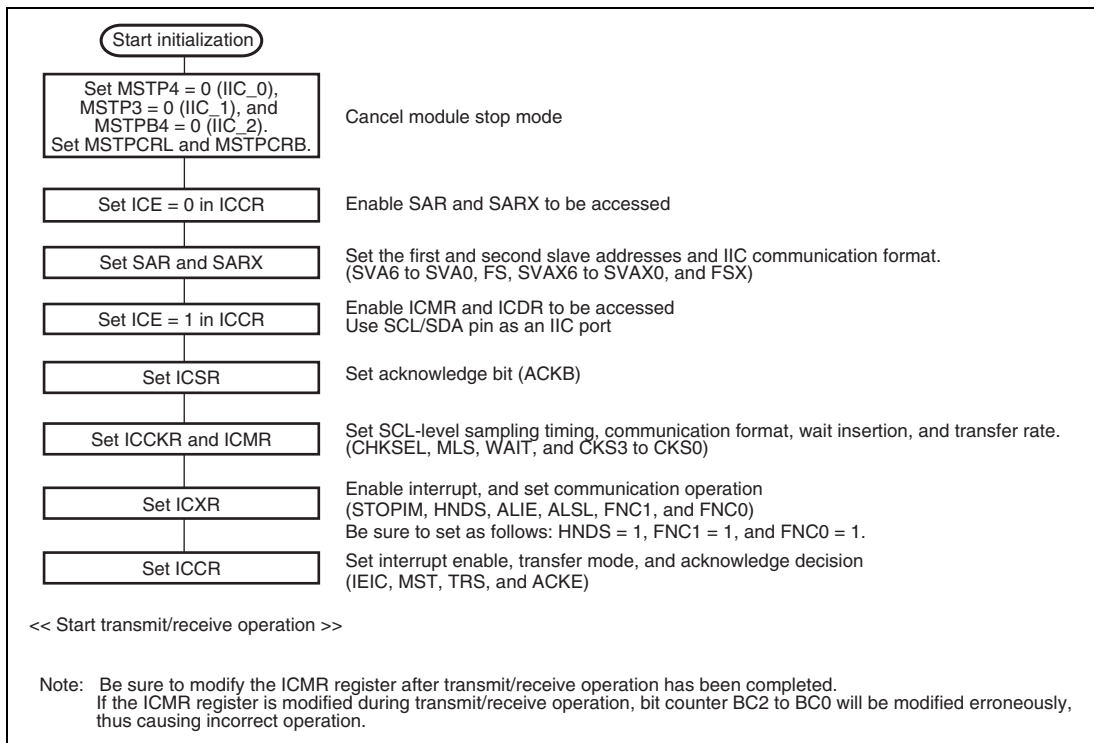 Start initialization
Set MSTP4 = 0 (IIC_0),
MSTP3 = 0 (IIC_1), and
MSTPB4 = 0 (IIC_2).
Set MSTPCRL and MSTPCRB.
Cancel module stop mode
Set ICE = 0 in ICCR
Enable SAR and SARX to be accessed
Set SAR and SARX
Set the first and second slave addresses and IIC communication format.
(SVA6 to SVA0, FS, SVAX6 to SVAX0, and FSX)
Set ICE = 1 in ICCR
Enable ICMR and ICDR to be accessed
Use SCL/SDA pin as an IIC port
Set ICSR
Set acknowledge bit (ACKB)
Set ICCKR and ICMR
Set SCL-level sampling timing, communication format, wait insertion, and transfer rate.
(CHKSEL, MLS, WAIT, and CKS3 to CKS0)
Set ICXR
Enable interrupt, and set communication operation
(STOPIM, HNDS, ALIE, ALSL, FNC1, and FNC0)
Be sure to set as follows: HNDS = 1, FNC1 = 1, and FNC0 = 1.
Set ICCR
Set interrupt enable, transfer mode, and acknowledge decision
(IEIC, MST, TRS, and ACKE)
<< Start transmit/receive operation >>
Note: Be sure to modify the ICMR register after transmit/receive operation has been completed.
If the ICMR register is modified during transmit/receive operation, bit counter BC2 to BC0 will be modified erroneously,
thus causing incorrect operation.